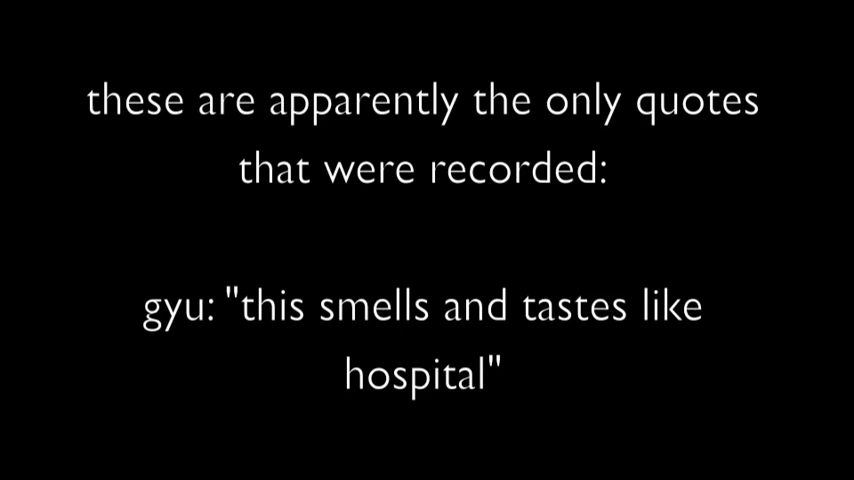 these are apparently the only quotes
that were recorded:
gyu: "this smells and tastes like
hospital"